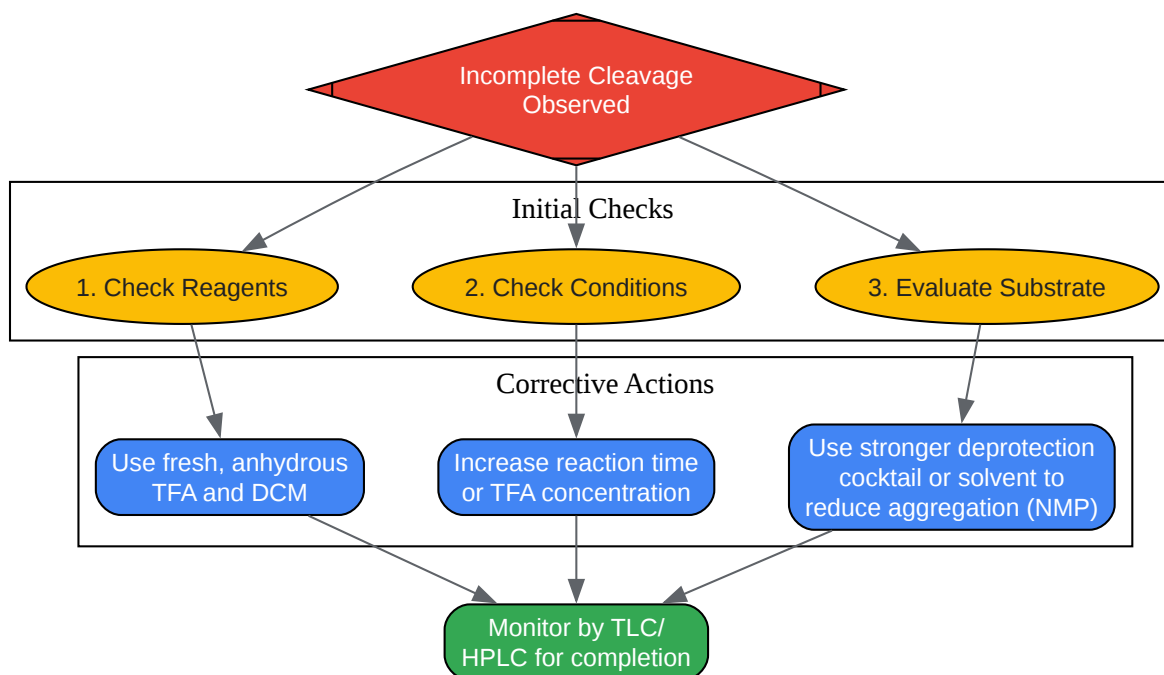 Incomplete Cleavage
Observed
Initial Checks
1. Check Reagents
2. Check Conditions
3. Evaluate Substrate
Corrective Actions
Use fresh, anhydrous
TFA and DCM
Increase reaction time
or TFA concentration
Use stronger deprotection
cocktail or solvent to
reduce aggregation (NMP)
Monitor by TLC/
HPLC for completion